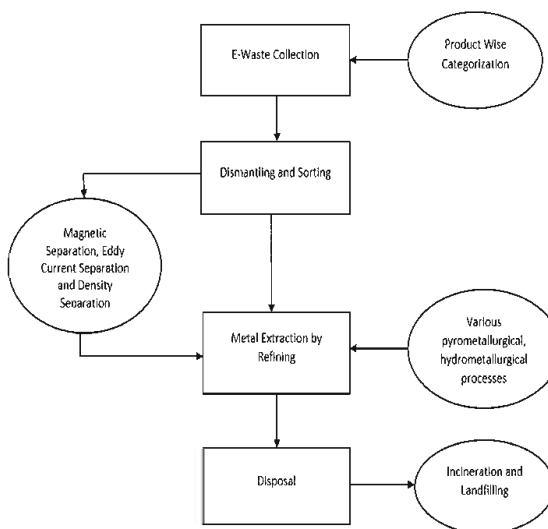 E-Waste Collection
Product Wise
Categorization
Dismantling and Sorting
Magnetic
Separation, Eddy
Current Separation
and Density
Separation
Metal Extraction by
Refining
Various
pyrometallurgical,
hydrometallurgical
processes
Disposal
Incineration and
Landfilling